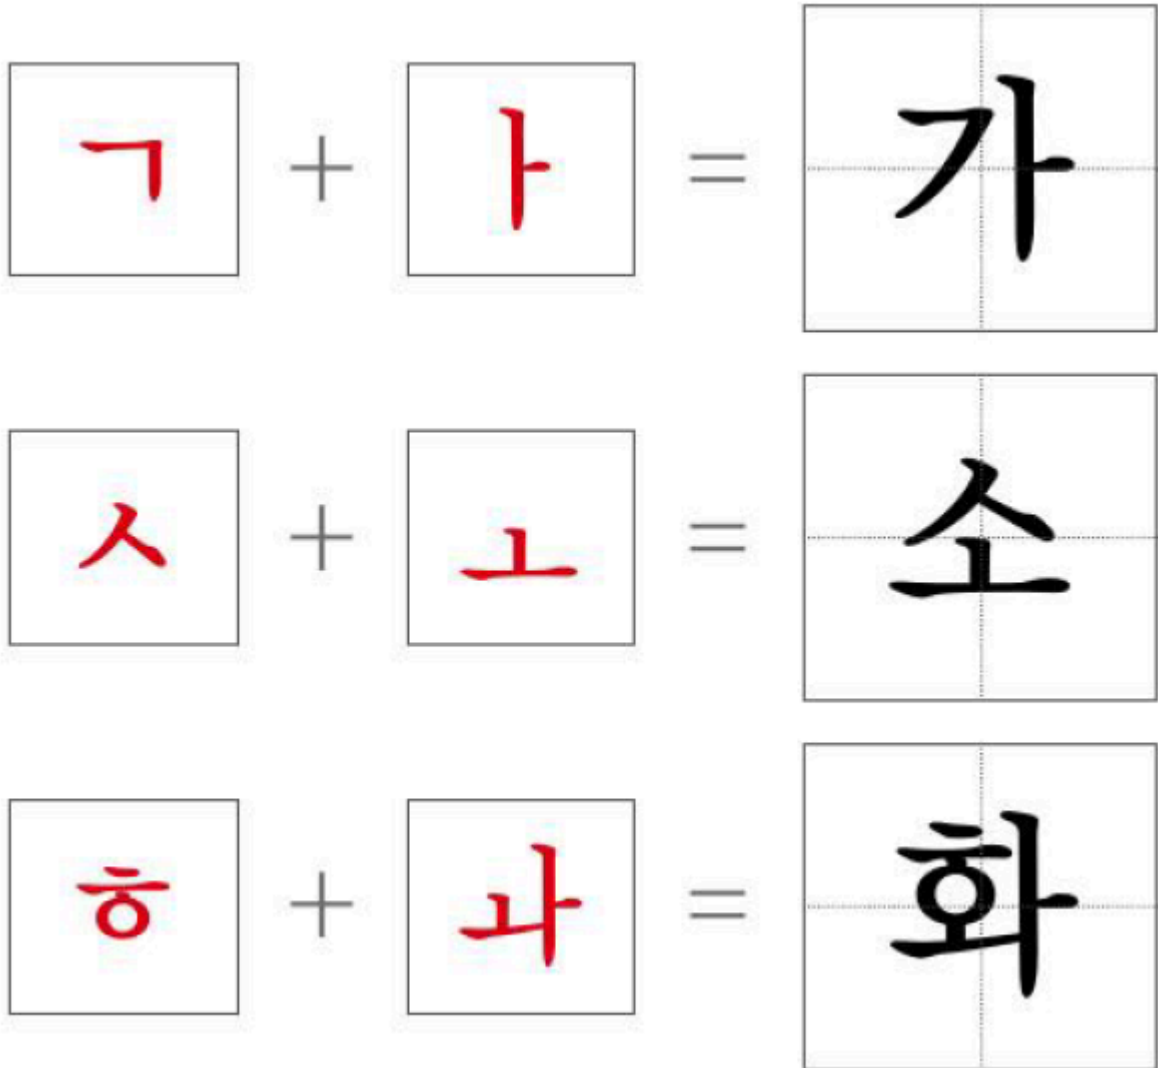 ㄱ + ㅏ = 가
ㅅ + ㅗ = 소
ㅎ + ㅘ = 화